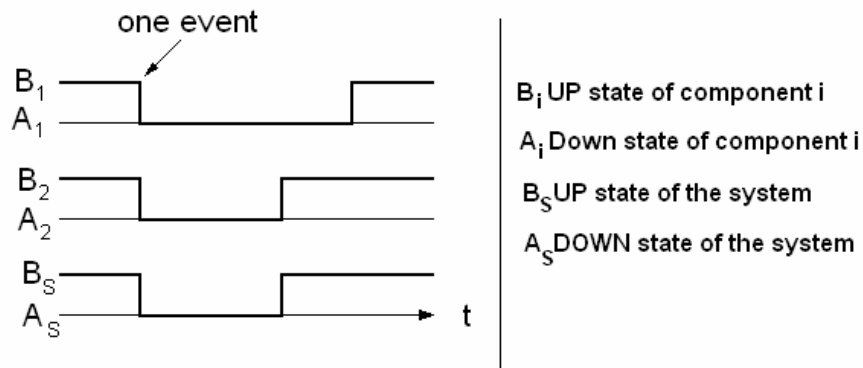 one event
B1
A1
B2
A2
BS
AS
t
Bi UP state of component i
Ai Down state of component i
BS UP state of the system
AS DOWN state of the system